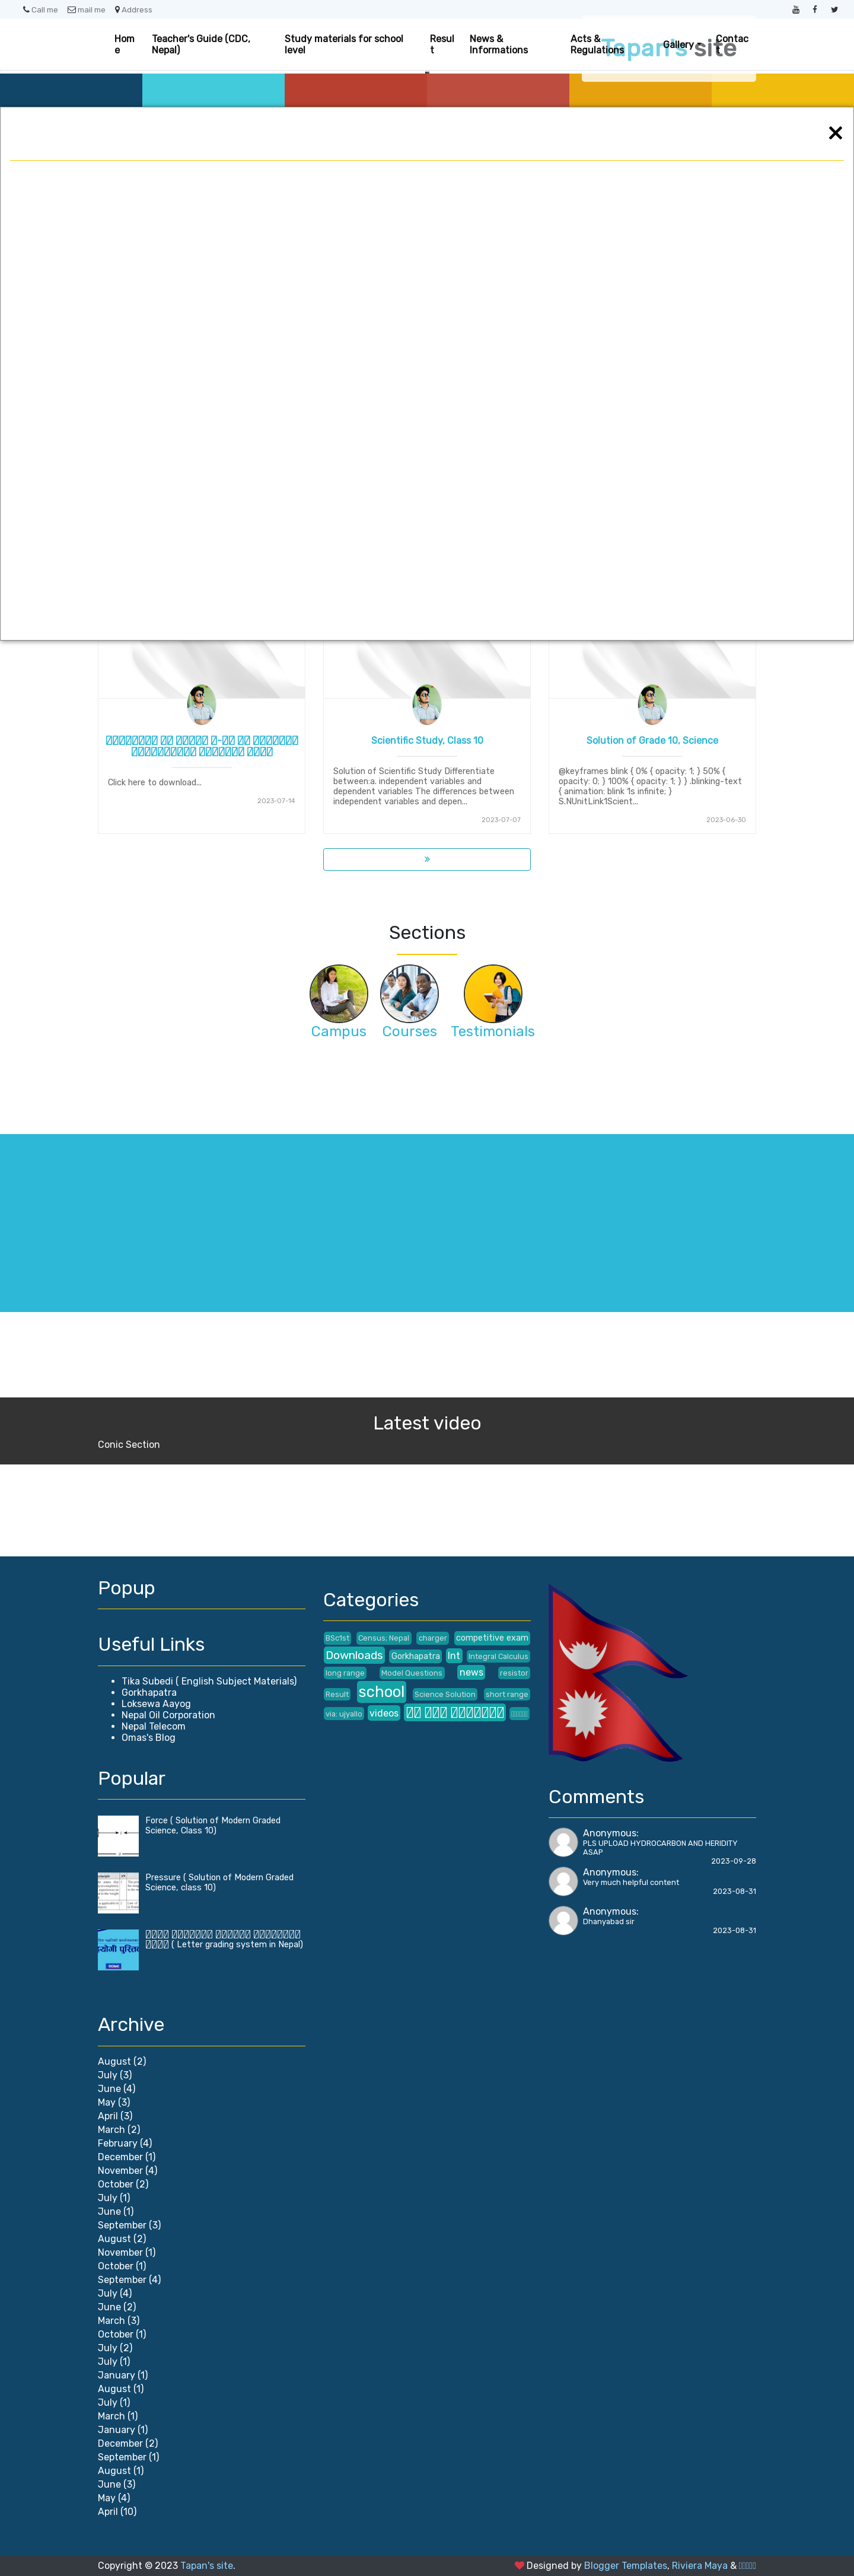 Call me mail me Address
Home
Teacher's Guide (CDC, Nepal)
Study materials for school level
Result
News & Informations
Acts & Regulations
Gallery
Contact
Tapan's site
×
Scientific Study, Class 10
Solution of Grade 10, Science
Click here to download...
2023-07-14
Solution of Scientific Study Differentiate
between:a. independent variables and
dependent variables The differences between
independent variables and depen...
2023-07-07
@keyframes blink { 0% { opacity: 1; } 50% {
opacity: 0; } 100% { opacity: 1; } } .blinking-text
{ animation: blink 1s infinite; }
S.NUnitLink1Scient...
2023-06-30
»
Sections
Campus Courses Testimonials
Latest video
Conic Section
Popup
Useful Links
Tika Subedi ( English Subject Materials)
Gorkhapatra
Loksewa Aayog
Nepal Oil Corporation
Nepal Telecom
Omas's Blog
Popular
Force ( Solution of Modern Graded
Science, Class 10)
Pressure ( Solution of Modern Graded
Science, class 10)
( Letter grading system in Nepal)
Archive
August (2)
July (3)
June (4)
May (3)
April (3)
March (2)
February (4)
December (1)
November (4)
October (2)
July (1)
June (1)
September (3)
August (2)
November (1)
October (1)
September (4)
July (4)
June (2)
March (3)
October (1)
July (2)
July (1)
January (1)
August (1)
July (1)
March (1)
January (1)
December (2)
September (1)
August (1)
June (3)
May (4)
April (10)
Categories
BSc1st Census; Nepal charger competitive exam
Downloads Gorkhapatra Int Integral Calculus
long range Model Questions news resistor
Result school Science Solution short range
via: ujyallo videos
Comments
Anonymous:
PLS UPLOAD HYDROCARBON AND HERIDITY
ASAP
2023-09-28
Anonymous:
Very much helpful content
2023-08-31
Anonymous:
Dhanyabad sir
2023-08-31
Copyright © 2023 Tapan's site.
Designed by Blogger Templates, Riviera Maya &